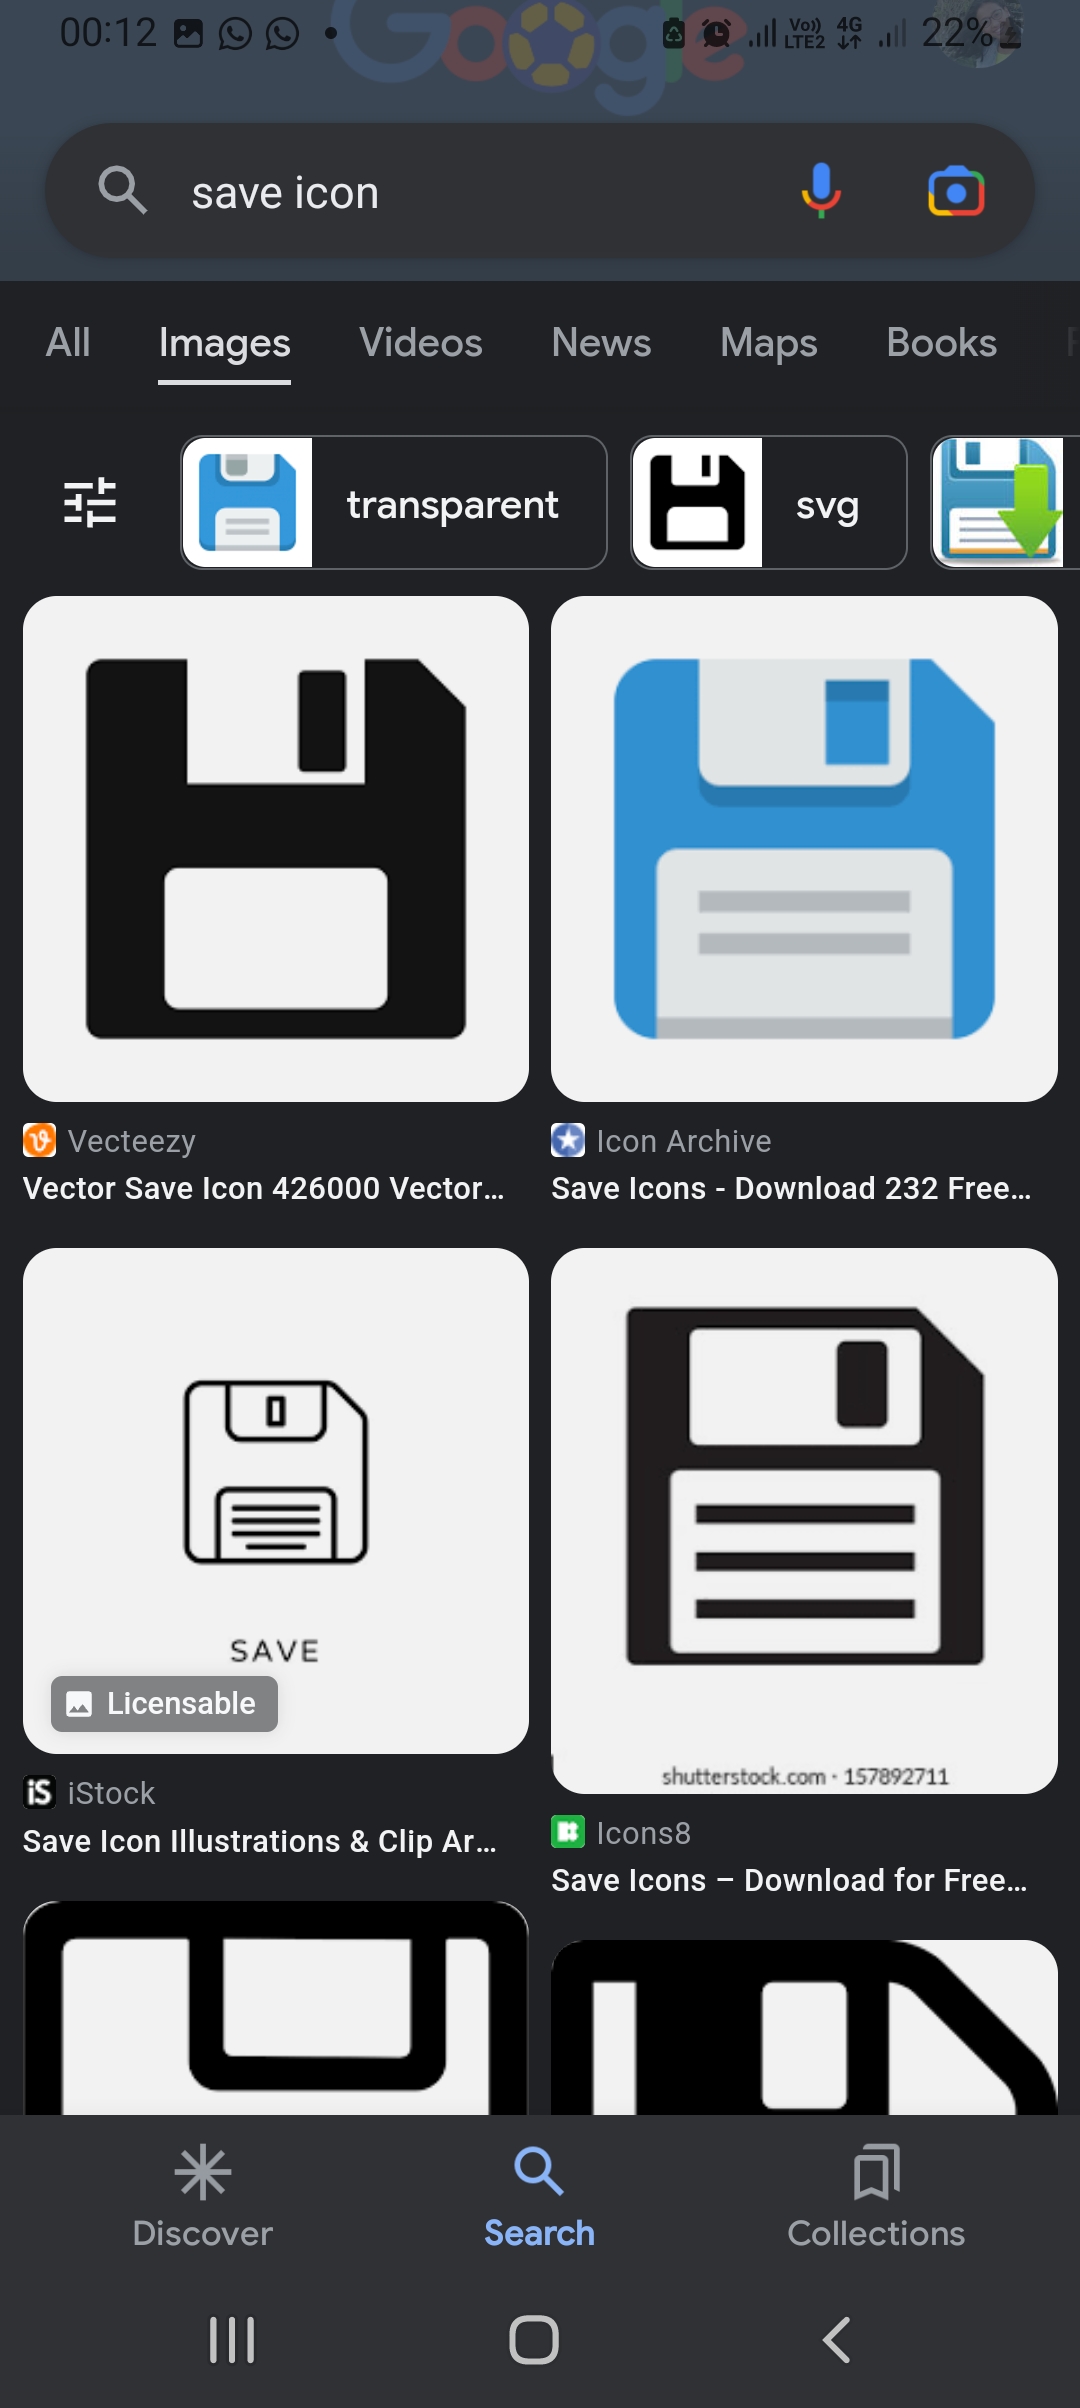 00:12
Vo)) LTE2 4G 22%
Google
save icon
All Images Videos News Maps Books
transparent svg
Vecteezy
Vector Save Icon 426000 Vector...
Icon Archive
Save Icons - Download 232 Free...
SAVE
Licensable
iStock
Save Icon Illustrations & Clip Ar...
shutterstock.com · 157892711
Icons8
Save Icons – Download for Free...
Discover Search Collections